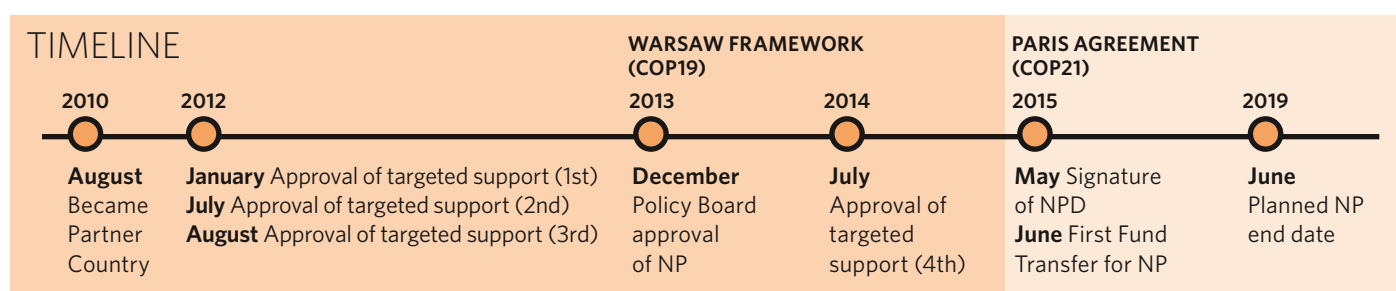 TIMELINE
WARSAW FRAMEWORK
(COP19)
PARIS AGREEMENT
(COP21)
2010
2012
2013
2014
2015
2019
August
Became
Partner
Country
January Approval of targeted support (1st)
July Approval of targeted support (2nd)
August Approval of targeted support (3rd)
December
Policy Board
approval
of NP
July
Approval of
targeted
support (4th)
May Signature
of NPD
June First Fund
Transfer for NP
June
Planned NP
end date